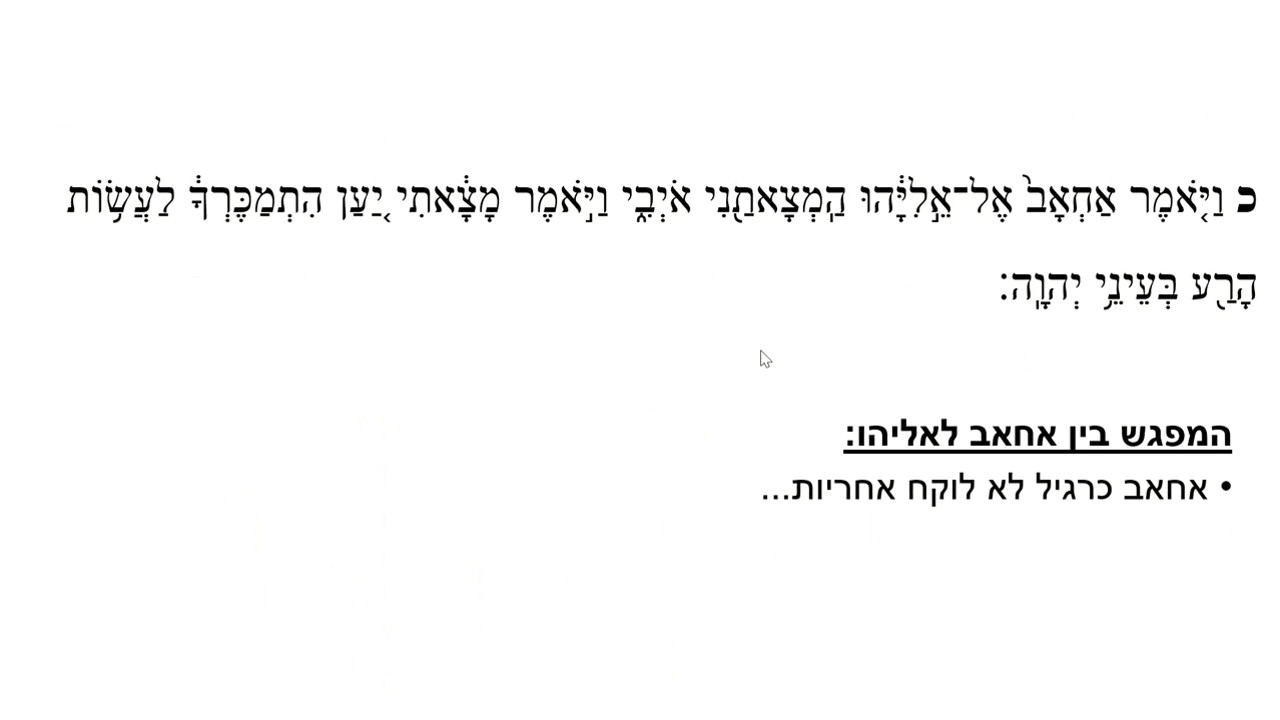 כ וַיֹּ֤אמֶר אַחְאָב֙ אֶל־אֵ֣לִיָּ֔הוּ הַֽמְצָאתַ֖נִי אֹיְבִ֑י וַיֹּ֣אמֶר מָצָ֔אתִי יַ֚עַן הִתְמַכֶּרְךָ֔ לַעֲשׂ֥וֹת
הָרַ֖ע בְּעֵינֵ֥י יְהוָֽה׃
המפגש בין אחאב לאליהו:
• אחאב כרגיל לא לוקח אחריות...